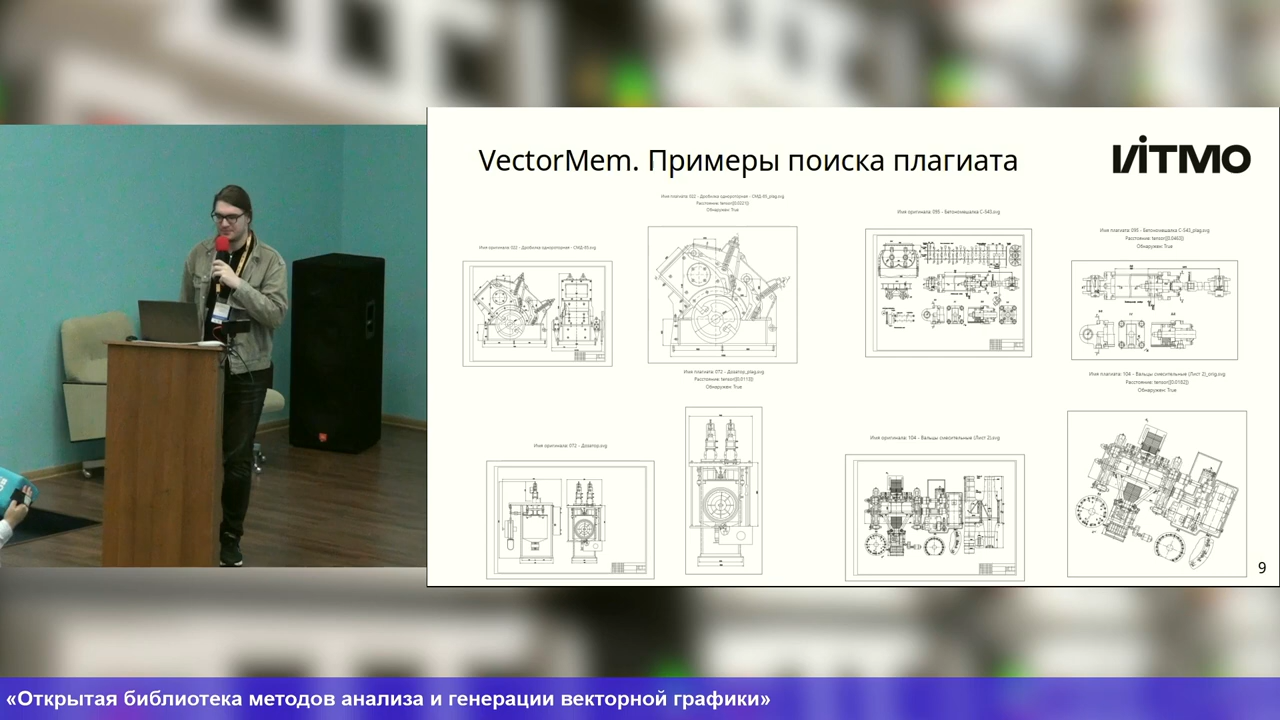 VectorMem. Примеры поиска плагиата
ИТМО
Имя плагиата: 022 - Дробилка однороторная - СМД-85_plag.svg
Расстояние: tensor([0.0221])
Обнаружен: True
Имя оригинала: 022 - Дробилка однороторная - СМД-85.svg
Имя оригинала: 095 - Бетономешалка С-543.svg
Имя плагиата: 095 - Бетономешалка С-543_plag.svg
Расстояние: tensor([0.0460])
Обнаружен: True
Имя плагиата: 072 - Дозатор_plag.svg
Расстояние: tensor([0.0173])
Обнаружен: True
Имя оригинала: 072 - Дозатор.svg
Имя плагиата: 104 - Вальцы смесительные (Лист 2)_orig.svg
Расстояние: tensor([0.0182])
Обнаружен: True
Имя оригинала: 104 - Вальцы смесительные (Лист 2).svg
9
«Открытая библиотека методов анализа и генерации векторной графики»